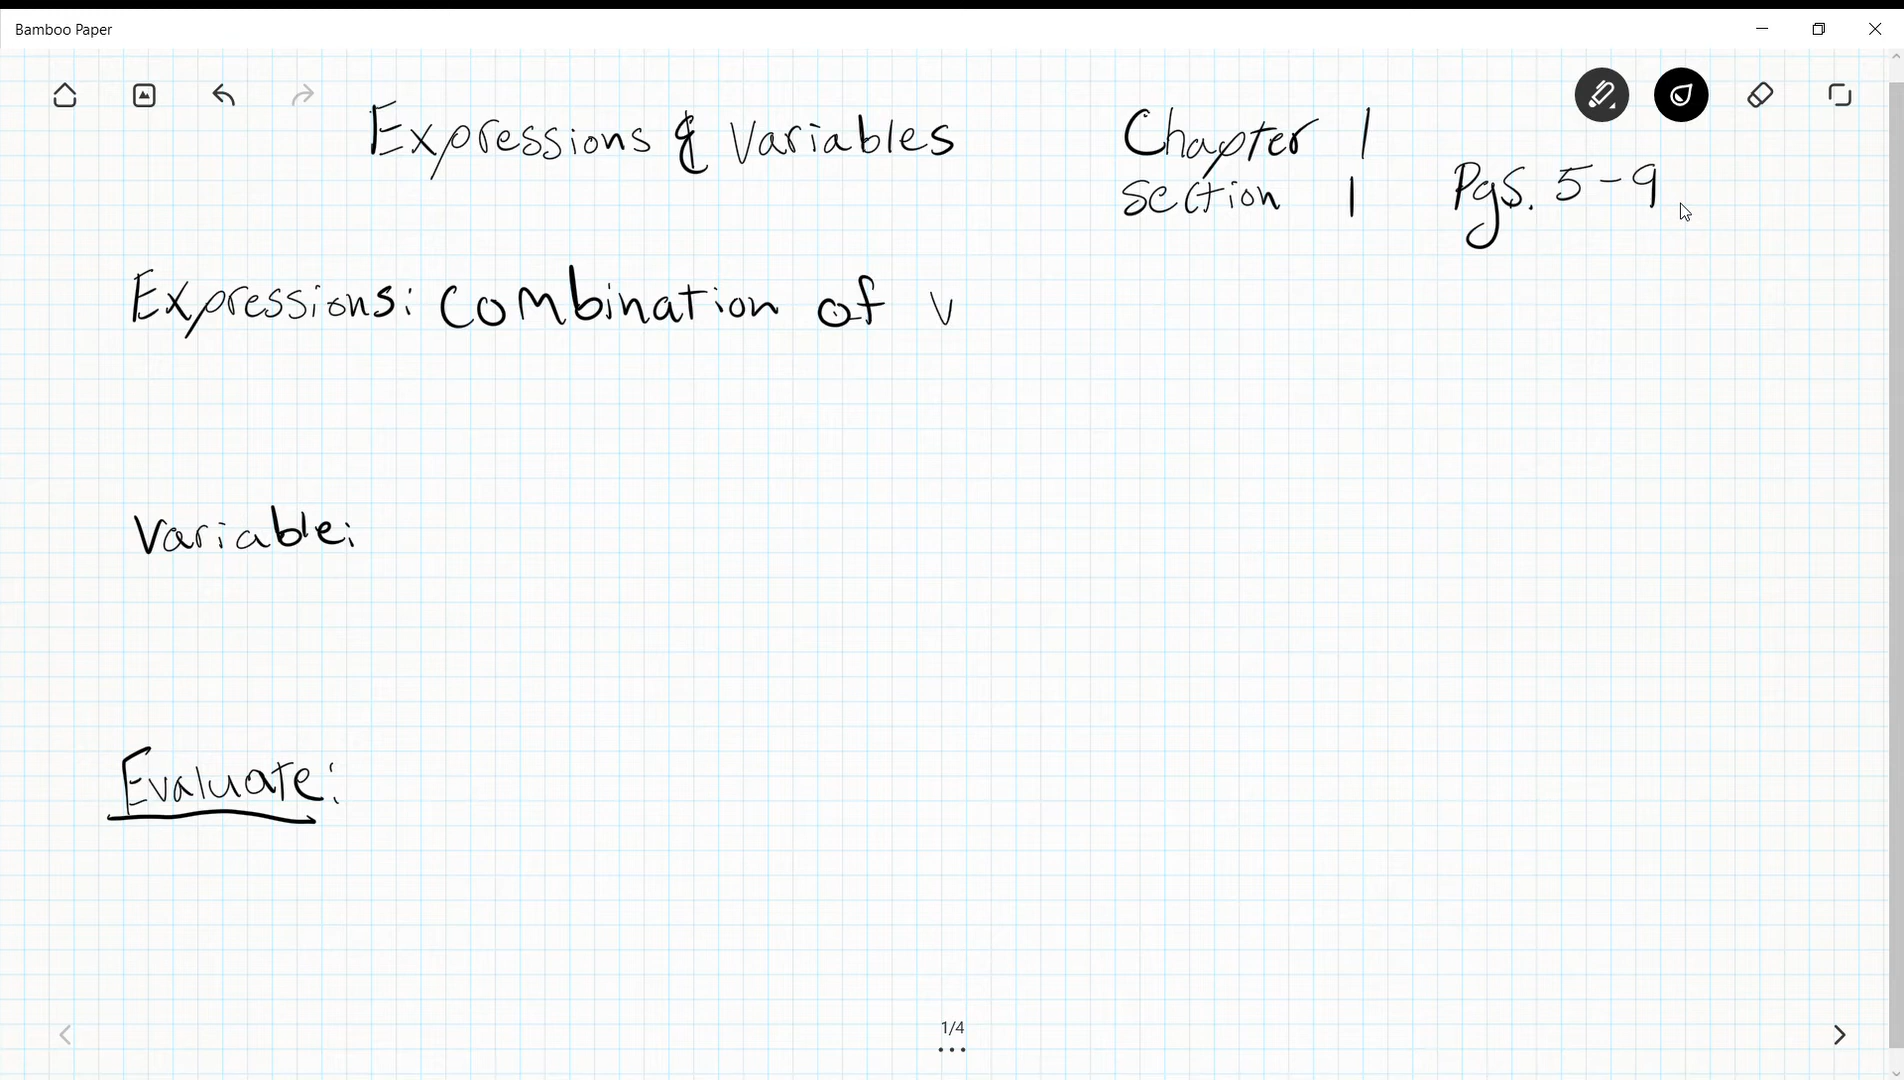 Bamboo Paper
Expressions & Variables
Chapter 1
section 1
Pgs. 5-9
Expressions: Combination of v
Variable:
Evaluate:
1/4